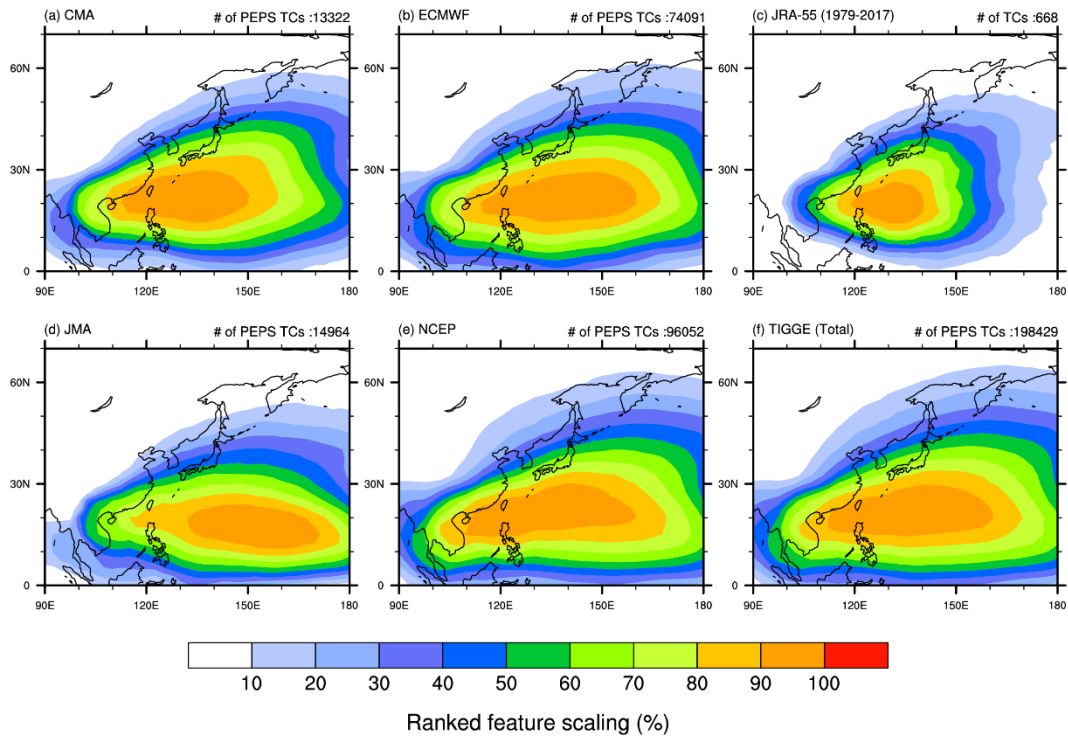 (a) CMA # of PEPS TCs :13322
(b) ECMWF # of PEPS TCs :74091
(c) JRA-55 (1979-2017) # of TCs :668
60N
30N
0
90E 120E 150E 180
60N
30N
0
90E 120E 150E 180
60N
30N
0
90E 120E 150E 180
(d) JMA # of PEPS TCs :14964
(e) NCEP # of PEPS TCs :96052
(f) TIGGE (Total) # of PEPS TCs :198429
60N
30N
0
90E 120E 150E 180
60N
30N
0
90E 120E 150E 180
60N
30N
0
90E 120E 150E 180
10 20 30 40 50 60 70 80 90 100
Ranked feature scaling (%)